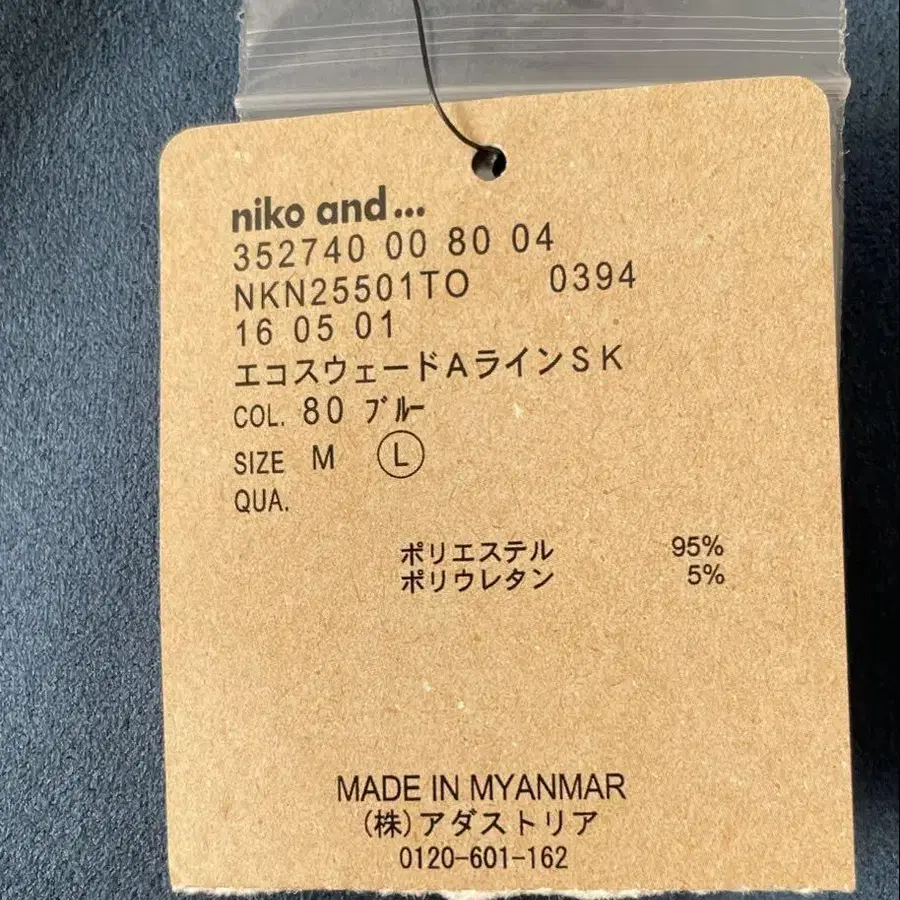 niko and...
352740 00 80 04
NKN25501TO 0394
16 05 01
エコスウェードAラインSK
COL. 80 ブルー
SIZE M Ⓛ
QUA.
ポリエステル 95%
ポリウレタン 5%
MADE IN MYANMAR
(株)アダストリア
0120-601-162